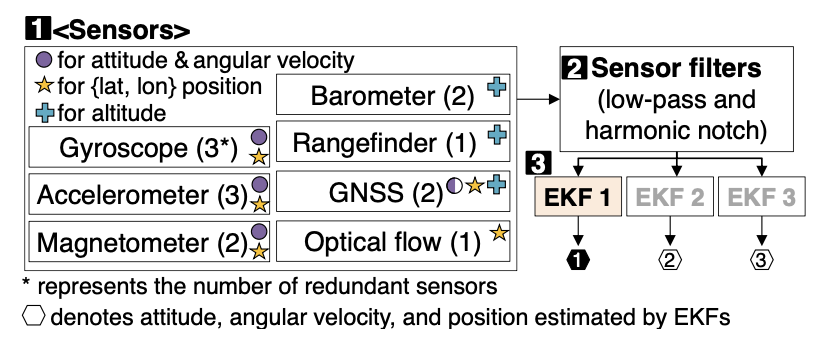 1 <Sensors>
for attitude & angular velocity
for {lat, lon} position
for altitude
Gyroscope (3*)
Accelerometer (3)
Magnetometer (2)
Barometer (2)
Rangefinder (1)
GNSS (2)
Optical flow (1)
2 Sensor filters
(low-pass and
harmonic notch)
3
EKF 1 EKF 2 EKF 3
1 2 3
* represents the number of redundant sensors
denotes attitude, angular velocity, and position estimated by EKFs